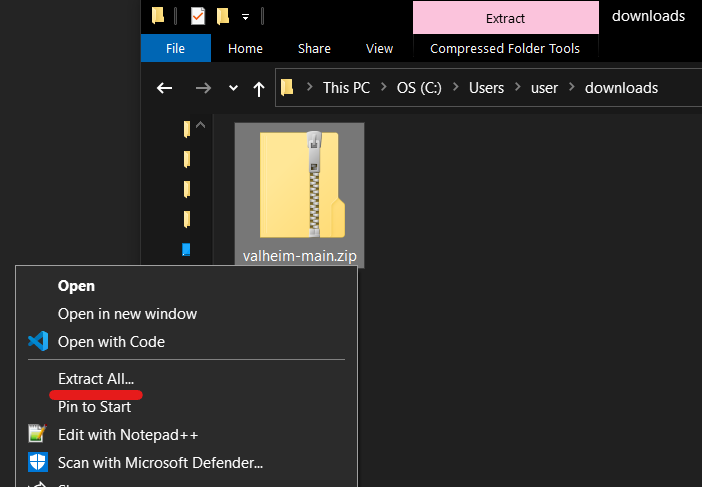 Extract
downloads
File
Home
Share
View
Compressed Folder Tools
This PC
OS (C:)
Users
user
downloads
valheim-main.zip
Open
Open in new window
Open with Code
Extract All...
Pin to Start
Edit with Notepad++
Scan with Microsoft Defender...